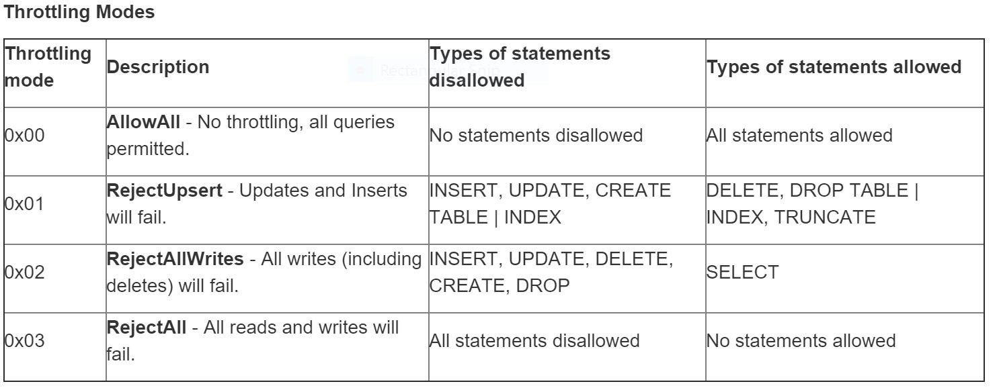 Throttling Modes
Throttling
mode
Description
Types of statements
disallowed
Types of statements allowed
0x00
AllowAll - No throttling, all queries
permitted.
No statements disallowed
All statements allowed
0x01
RejectUpsert - Updates and Inserts
will fail.
INSERT, UPDATE, CREATE
TABLE | INDEX
DELETE, DROP TABLE |
INDEX, TRUNCATE
0x02
RejectAllWrites - All writes (including
deletes) will fail.
INSERT, UPDATE, DELETE,
CREATE, DROP
SELECT
0x03
RejectAll - All reads and writes will
fail.
All statements disallowed
No statements allowed
Rectangular Snip